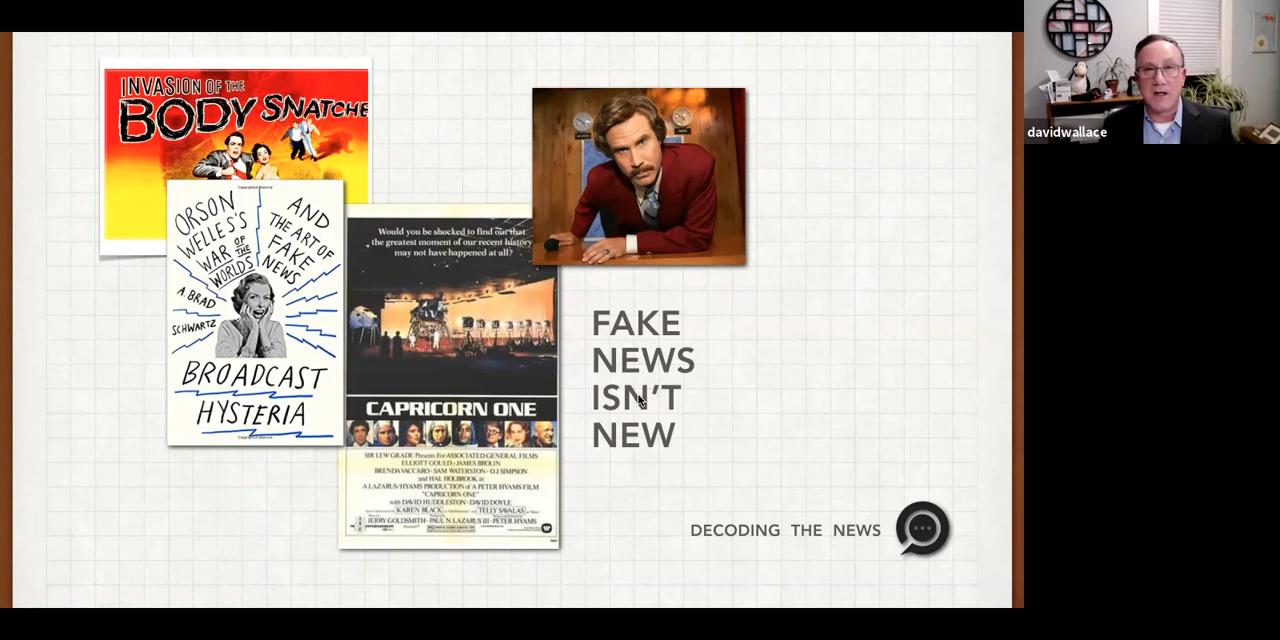 INVASION OF THE
BODY SNATCHE
ORSON
WELLES'S
WAR OF
THE
WORLDS
AND
THE ART OF
FAKE
NEWS
A. BRAD
SCHWARTZ
BROADCAST
HYSTERIA
Would you be shocked to find out that
the greatest moment of our recent history
may not have happened at all?
CAPRICORN ONE
SIR LEW GRADE Presents For ASSOCIATED GENERAL FILMS
ELLIOTT GOULD · JAMES BROLIN
BRENDA VACCARO · SAM WATERSTON · O.J. SIMPSON
and HAL HOLBROOK in
A LAZARUS/HYAMS PRODUCTION of A PETER HYAMS FILM
"CAPRICORN ONE"
with DAVID HUDDLESTON · DAVID DOYLE
KAREN BLACK
TELLY SAVALAS
JERRY GOLDSMITH · PAUL N. LAZARUS III · PETER HYAMS
FAKE
NEWS
ISN'T
NEW
DECODING THE NEWS
davidwallace